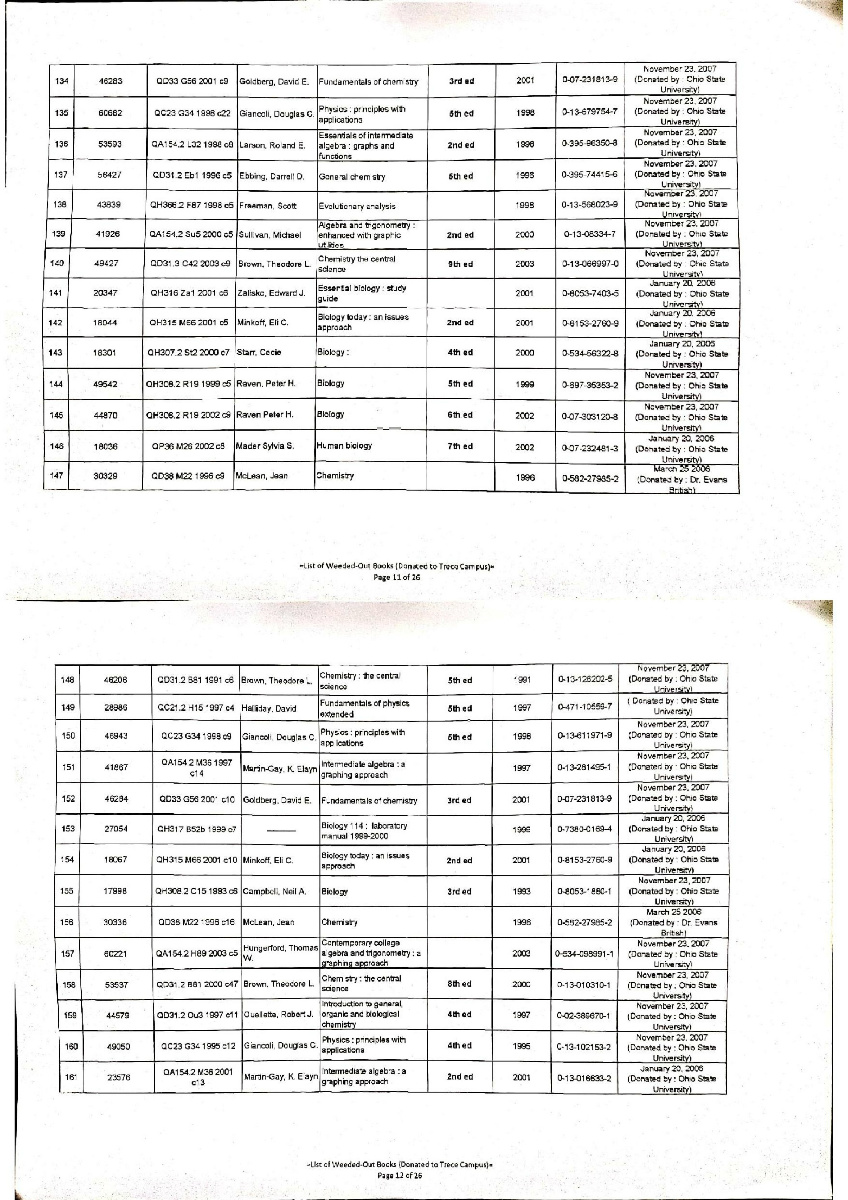 134 46283 QD33 G56 2001 c9 Goldberg, David E. Fundamentals of chemistry 3rd ed 2001 0-07-231813-9 November 23, 2007 (Donated by : Ohio State University)
135 60662 QC23 G34 1998 c22 Giancoli, Douglas C. Physics : principles with applications 5th ed 1998 0-13-679754-7 November 23, 2007 (Donated by : Ohio State University)
136 53593 QA154.2 L32 1998 c8 Larson, Roland E. Essentials of intermediate algebra : graphs and functions 2nd ed 1998 0-395-96350-8 November 23, 2007 (Donated by : Ohio State University)
137 56427 QD31.2 Eb1 1996 c5 Ebbing, Darrell D. General chemistry 5th ed 1996 0-395-74415-6 November 23, 2007 (Donated by : Ohio State University)
138 43839 QH366.2 F87 1998 c5 Freeman, Scott Evolutionary analysis 1998 0-13-568023-9 November 23, 2007 (Donated by : Ohio State University)
139 41926 QA154.2 Su5 2000 c5 Sullivan, Michael Algebra and trigonometry : enhanced with graphic utilities 2nd ed 2000 0-13-08334-7 November 23, 2007 (Donated by : Ohio State University)
140 49427 QD31.3 C42 2003 c9 Brown, Theodore L. Chemistry the central science 9th ed 2003 0-13-066997-0 November 23, 2007 (Donated by : Ohio State University)
141 20347 QH316 Za1 2001 c6 Zalisko, Edward J. Essential biology : study guide 2001 0-8053-7403-5 January 20, 2006 (Donated by : Ohio State University)
142 18044 QH315 M66 2001 c5 Minkoff, Eli C. Biology today : an issues approach 2nd ed 2001 0-8153-2760-9 January 20, 2006 (Donated by : Ohio State University)
143 18301 QH307.2 St2 2000 c7 Starr, Cecie Biology : 4th ed 2000 0-534-56322-8 January 20, 2006 (Donated by : Ohio State University)
144 49542 QH308.2 R19 1999 c5 Raven, Peter H. Biology 5th ed 1999 0-697-35353-2 November 23, 2007 (Donated by : Ohio State University)
145 44870 QH308.2 R19 2002 c9 Raven Peter H. Biology 6th ed 2002 0-07-303120-8 November 23, 2007 (Donated by : Ohio State University)
146 18036 QP36 M26 2002 c8 Mader Sylvia S. Human biology 7th ed 2002 0-07-232481-3 January 20, 2006 (Donated by : Ohio State University)
147 30329 QD38 M22 1996 c9 McLean, Jean Chemistry 1996 0-582-27985-2 March 25 2006 (Donated by : Dr. Evans British)
=List of Weeded-Out Books (Donated to Trece Campus)=
Page 11 of 26
148 46206 QD31.2 B81 1991 c6 Brown, Theodore L. Chemistry : the central science 5th ed 1991 0-13-126202-5 November 23, 2007 (Donated by : Ohio State University)
149 28986 QC21.2 H15 1997 c4 Halliday, David Fundamentals of physics extended 5th ed 1997 0-471-10559-7 ( Donated by : Ohio State University)
150 46943 QC23 G34 1998 c9 Giancoli, Douglas C. Physics : principles with applications 5th ed 1998 0-13-611971-9 November 23, 2007 (Donated by : Ohio State University)
151 41867 QA154.2 M36 1997 c14 Martin-Gay, K. Elayn Intermediate algebra : a graphing approach 1997 0-13-261495-1 November 23, 2007 (Donated by : Ohio State University)
152 46284 QD33 G56 2001 c10 Goldberg, David E. Fundamentals of chemistry 3rd ed 2001 0-07-231813-9 November 23, 2007 (Donated by : Ohio State University)
153 27054 QH317 B52b 1999 c7 ——— Biology 114 : laboratory manual 1999-2000 1999 0-7380-0169-4 January 20, 2006 (Donated by : Ohio State University)
154 18067 QH315 M66 2001 c10 Minkoff, Eli C. Biology today : an issues approach 2nd ed 2001 0-8153-2760-9 January 20, 2006 (Donated by : Ohio State University)
155 17998 QH308.2 C15 1993 c6 Campbell, Neil A. Biology 3rd ed 1993 0-8053-1880-1 November 23, 2007 (Donated by : Ohio State University)
156 30336 QD38 M22 1996 c16 McLean, Jean Chemistry 1996 0-582-27985-2 March 25 2006 (Donated by : Dr. Evans British)
157 60221 QA154.2 H89 2003 c5 Hungerford, Thomas W. Contemporary college algebra and trigonometry : a graphing approach 2003 0-534-098991-1 November 23, 2007 (Donated by : Ohio State University)
158 53937 QD31.2 B81 2000 c47 Brown, Theodore L. Chemistry : the central science 8th ed 2000 0-13-010310-1 November 23, 2007 (Donated by : Ohio State University)
159 44579 QD31.2 Ou3 1997 c11 Ouellette, Robert J. Introduction to general, organic and biological chemistry 4th ed 1997 0-02-389670-1 November 23, 2007 (Donated by : Ohio State University)
160 49050 QC23 G34 1995 c12 Giancoli, Douglas C. Physics : principles with applications 4th ed 1995 0-13-102153-2 November 23, 2007 (Donated by : Ohio State University)
161 23576 QA154.2 M36 2001 c13 Martin-Gay, K. Elayn Intermediate algebra : a graphing approach 2nd ed 2001 0-13-016633-2 January 20, 2006 (Donated by : Ohio State University)
=List of Weeded-Out Books (Donated to Trece Campus)=
Page 12 of 26